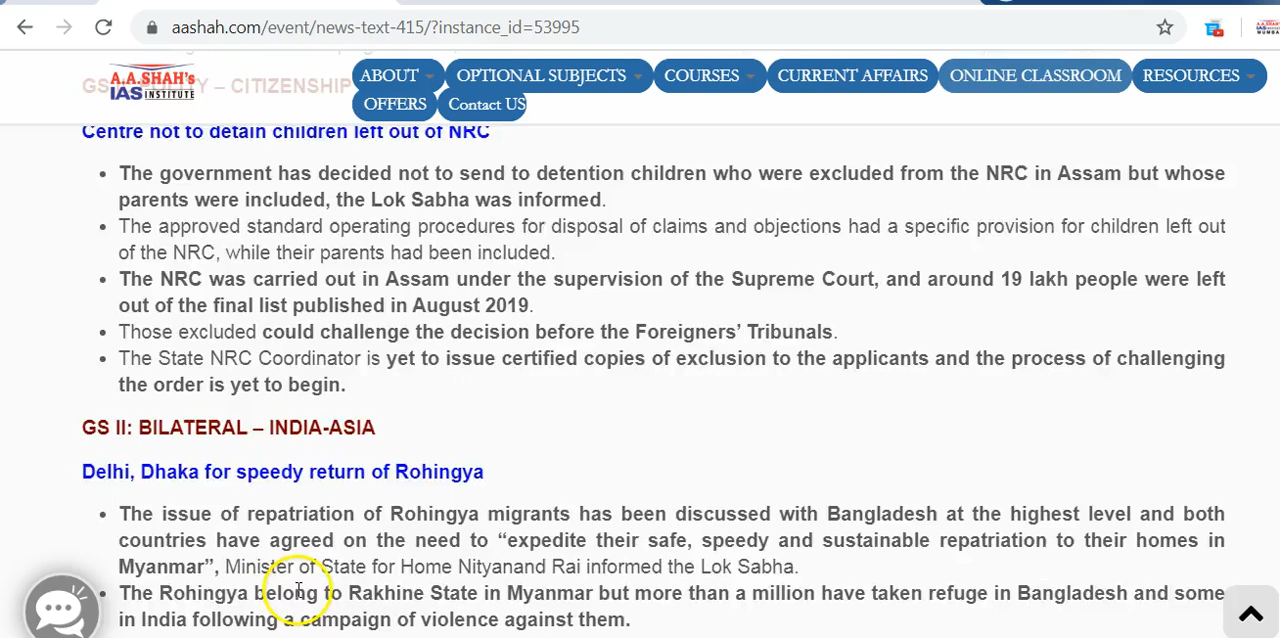 aashah.com/event/news-text-415/?instance_id=53995
A.A.SHAH's
IAS INSTITUTE
ABOUT
OPTIONAL SUBJECTS
COURSES
CURRENT AFFAIRS
ONLINE CLASSROOM
RESOURCES
OFFERS
Contact US
– CITIZENSHIP
Centre not to detain children left out of NRC
• The government has decided not to send to detention children who were excluded from the NRC in Assam but whose
parents were included, the Lok Sabha was informed.
• The approved standard operating procedures for disposal of claims and objections had a specific provision for children left out
of the NRC, while their parents had been included.
• The NRC was carried out in Assam under the supervision of the Supreme Court, and around 19 lakh people were left
out of the final list published in August 2019.
• Those excluded could challenge the decision before the Foreigners’ Tribunals.
• The State NRC Coordinator is yet to issue certified copies of exclusion to the applicants and the process of challenging
the order is yet to begin.
GS II: BILATERAL – INDIA-ASIA
Delhi, Dhaka for speedy return of Rohingya
• The issue of repatriation of Rohingya migrants has been discussed with Bangladesh at the highest level and both
countries have agreed on the need to “expedite their safe, speedy and sustainable repatriation to their homes in
Myanmar”, Minister of State for Home Nityanand Rai informed the Lok Sabha.
• The Rohingya belong to Rakhine State in Myanmar but more than a million have taken refuge in Bangladesh and some
in India following a campaign of violence against them.